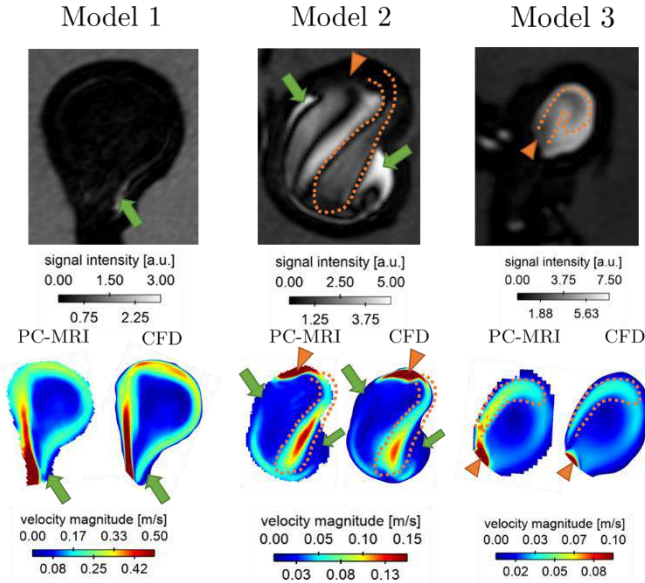 Model 1 Model 2 Model 3
signal intensity [a.u.] signal intensity [a.u.] signal intensity [a.u.]
0.00 1.50 3.00 0.00 2.50 5.00 0.00 3.75 7.50
0.75 2.25 1.25 3.75 1.88 5.63
PC-MRI CFD PC-MRI CFD PC-MRI CFD
velocity magnitude [m/s] velocity magnitude [m/s] velocity magnitude [m/s]
0.00 0.17 0.33 0.50 0.00 0.05 0.10 0.15 0.00 0.03 0.07 0.10
0.08 0.25 0.42 0.03 0.08 0.13 0.02 0.05 0.08